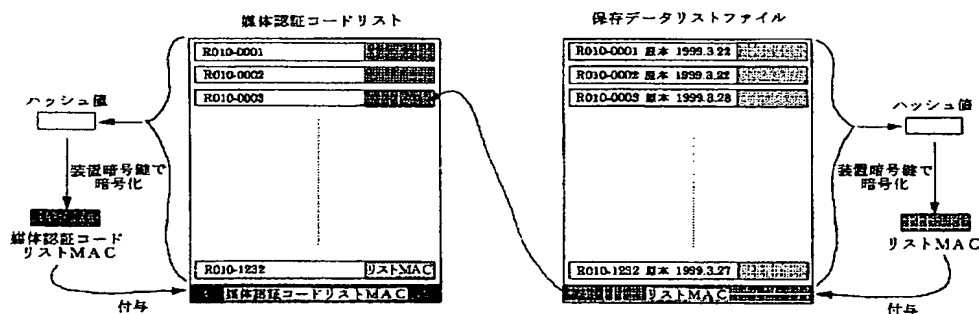 媒体認証コードリスト
R010-0001
R010-0002
R010-0003
R010-1232 リストMAC
媒体認証コードリストMAC
ハッシュ値
装置暗号鍵で
暗号化
媒体認証コード
リストMAC
付与
保存データリストファイル
R010-0001 原本 1999.3.22
R010-0002 原本 1999.3.22
R010-0003 原本 1999.3.23
R010-1232 原本 1999.3.27
リストMAC
ハッシュ値
装置暗号鍵で
暗号化
リストMAC
付与